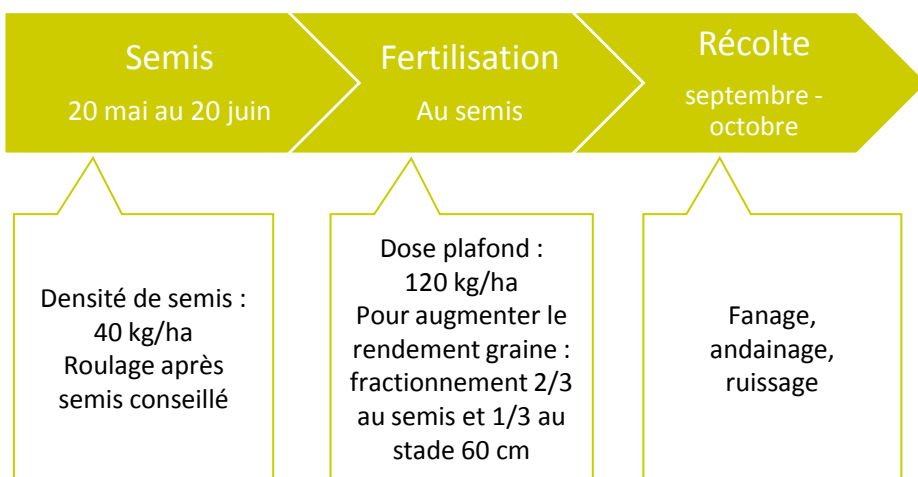 Semis
20 mai au 20 juin
Fertilisation
Au semis
Récolte
septembre -
octobre
Densité de semis :
40 kg/ha
Roulage après
semis conseillé
Dose plafond :
120 kg/ha
Pour augmenter le
rendement graine :
fractionnement 2/3
au semis et 1/3 au
stade 60 cm
Fanage,
andainage,
ruissage